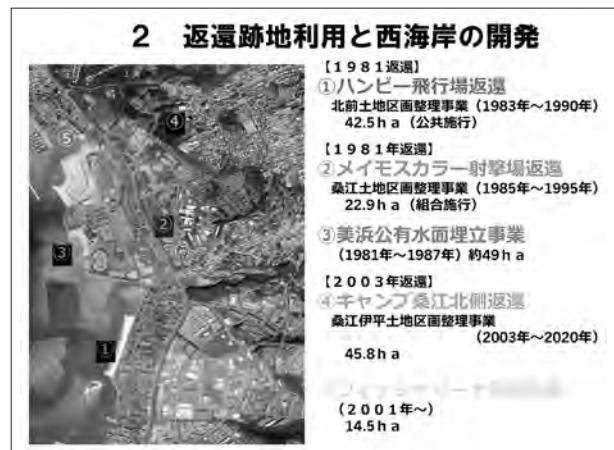 ２　返還跡地利用と西海岸の開発
【１９８１返還】
①ハンビー飛行場返還
北前土地区画整理事業（1983年～1990年）
42.5ｈａ（公共施行）
【１９８１年返還】
②メイモスカラー射撃場返還
桑江土地区画整理事業（1985年～1995年）
22.9ｈａ（組合施行）
③美浜公有水面埋立事業
（1981年～1987年）約49ｈａ
【２００３年返還】
④キャンプ桑江北側返還
桑江伊平土地区画整理事業
（2003年～2020年）
45.8ｈａ
（２００１年～）
14.5ｈａ
⑤
④
③
②
①